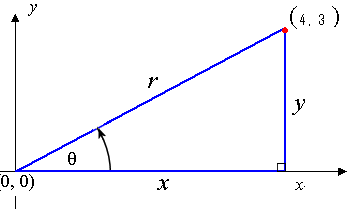 y
(4, 3)
r
y
θ
(0, 0)
x
x